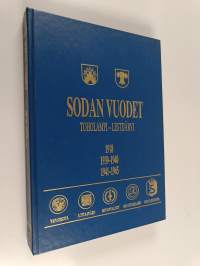 SODAN VUODET
TOHOLAMPI – LESTIJÄRVI
1918
1939–1940
1941–1945